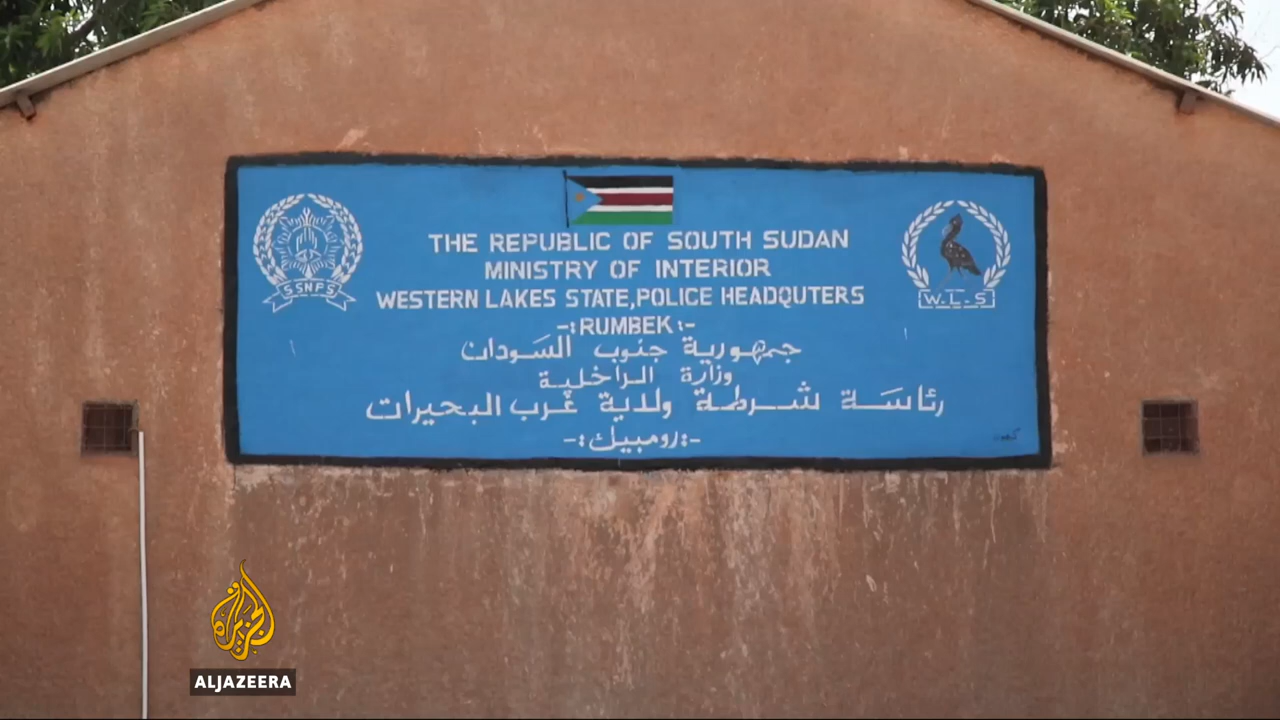 THE REPUBLIC OF SOUTH SUDAN
MINISTRY OF INTERIOR
WESTERN LAKES STATE,POLICE HEADQUTERS
-:RUMBEK:-
جمهورية جنوب السودان
وزارة الداخلية
رئاسة شرطة ولاية غرب البحيرات
-:رومبيك:-
SSNPS
W-L-S
الجزيرة
ALJAZEERA